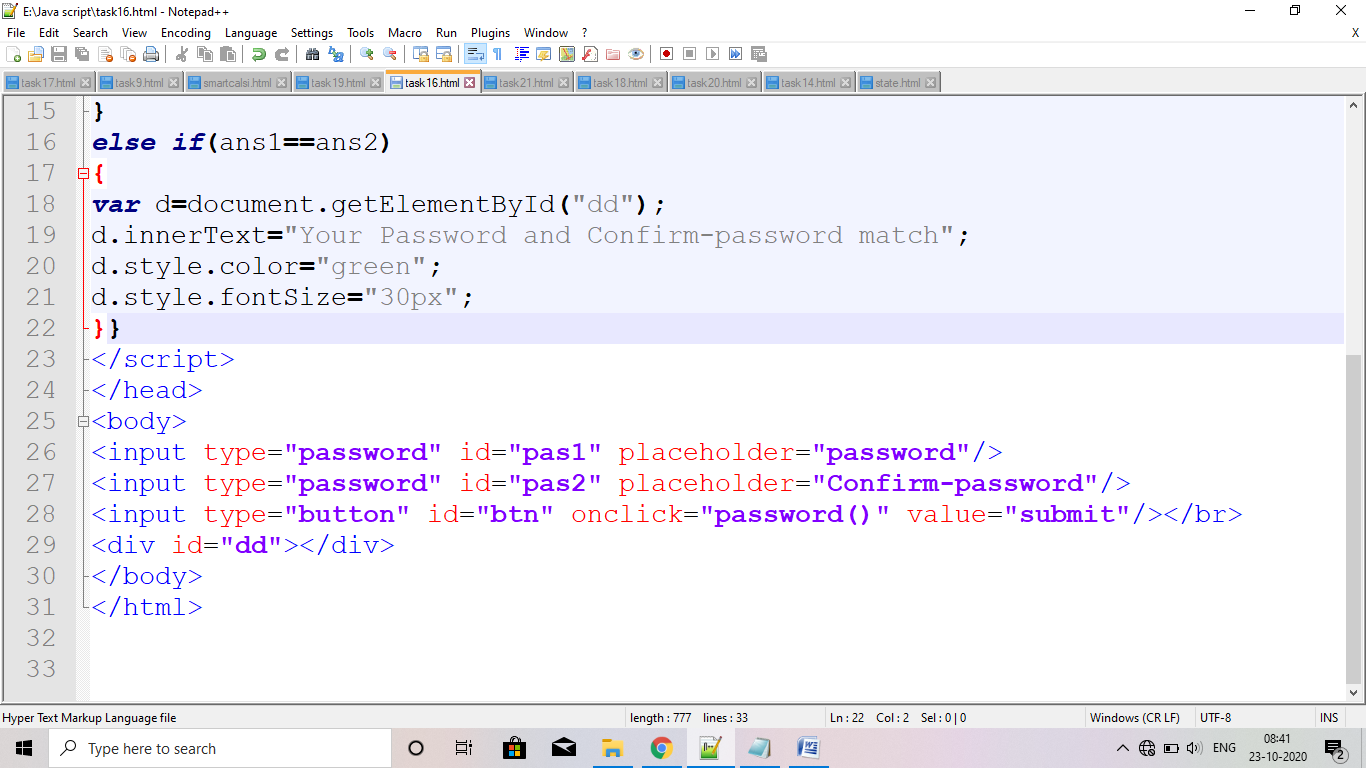 E:\Java script\task16.html - Notepad++
File Edit Search View Encoding Language Settings Tools Macro Run Plugins Window ? X
task17.html task9.html smartcalsi.html task19.html task16.html task21.html task18.html task20.html task14.html state.html
15 }
16 else if(ans1==ans2)
17 {
18 var d=document.getElementById("dd");
19 d.innerText="Your Password and Confirm-password match";
20 d.style.color="green";
21 d.style.fontSize="30px";
22 }}
23 </script>
24 </head>
25 <body>
26 <input type="password" id="pas1" placeholder="password"/>
27 <input type="password" id="pas2" placeholder="Confirm-password"/>
28 <input type="button" id="btn" onclick="password()" value="submit"/></br>
29 <div id="dd"></div>
30 </body>
31 </html>
32
33
Hyper Text Markup Language file length : 777 lines : 33 Ln : 22 Col : 2 Sel : 0 | 0 Windows (CR LF) UTF-8 INS
Type here to search ENG 08:41
23-10-2020 2